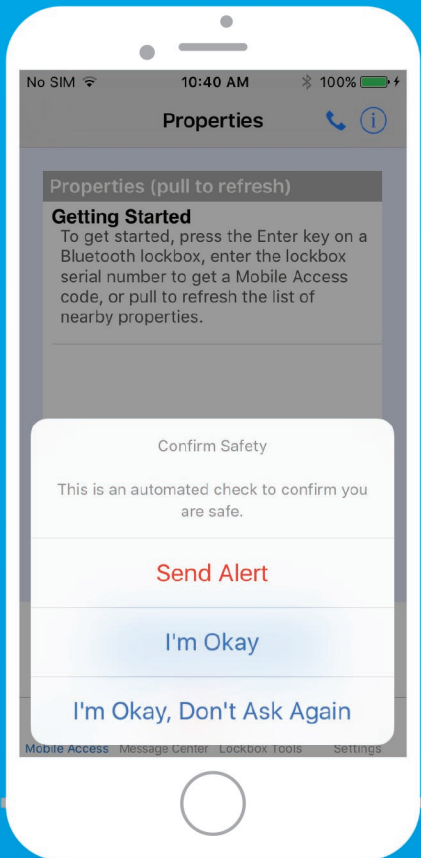 No SIM 10:40 AM 100%
Properties
Properties (pull to refresh)
Getting Started
To get started, press the Enter key on a
Bluetooth lockbox, enter the lockbox
serial number to get a Mobile Access
code, or pull to refresh the list of
nearby properties.
Confirm Safety
This is an automated check to confirm you
are safe.
Send Alert
I'm Okay
I'm Okay, Don't Ask Again
Mobile Access Message Center Lockbox Tools Settings